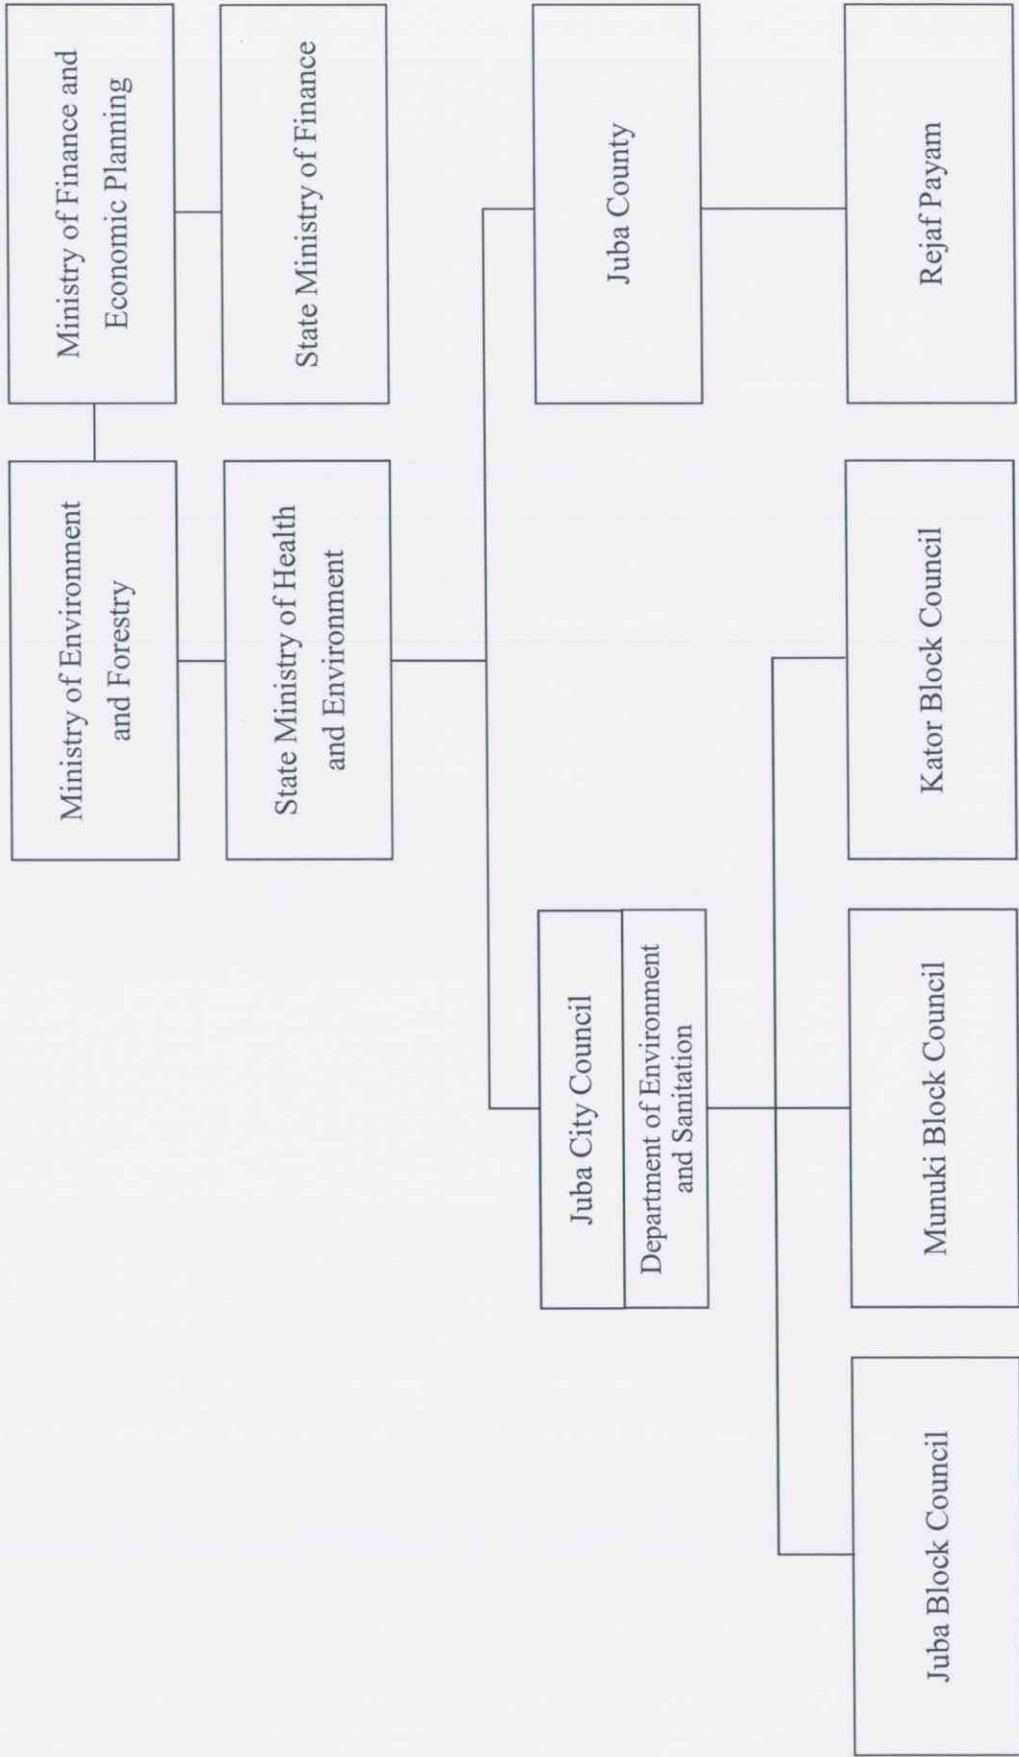 Ministry of Environment
and Forestry
Ministry of Finance and
Economic Planning
State Ministry of Health
and Environment
State Ministry of Finance
Juba City Council
Department of Environment
and Sanitation
Juba County
Juba Block Council
Munuki Block Council
Kator Block Council
Rejaf Payam